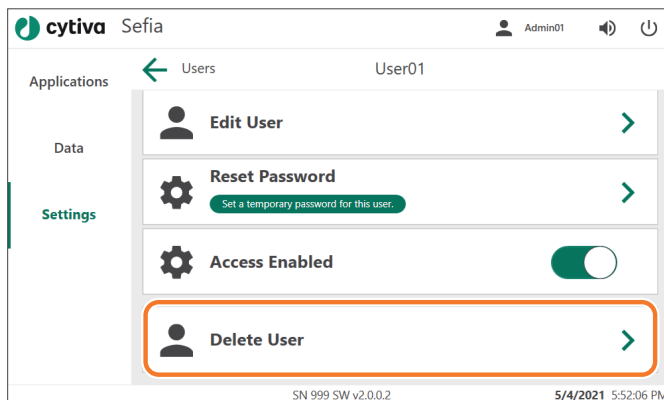 cytiva Sefia Admin01
Users User01
Applications
Data
Settings
Edit User
Reset Password
Set a temporary password for this user.
Access Enabled
Delete User
SN 999 SW v2.0.0.2 5/4/2021 5:52:06 PM